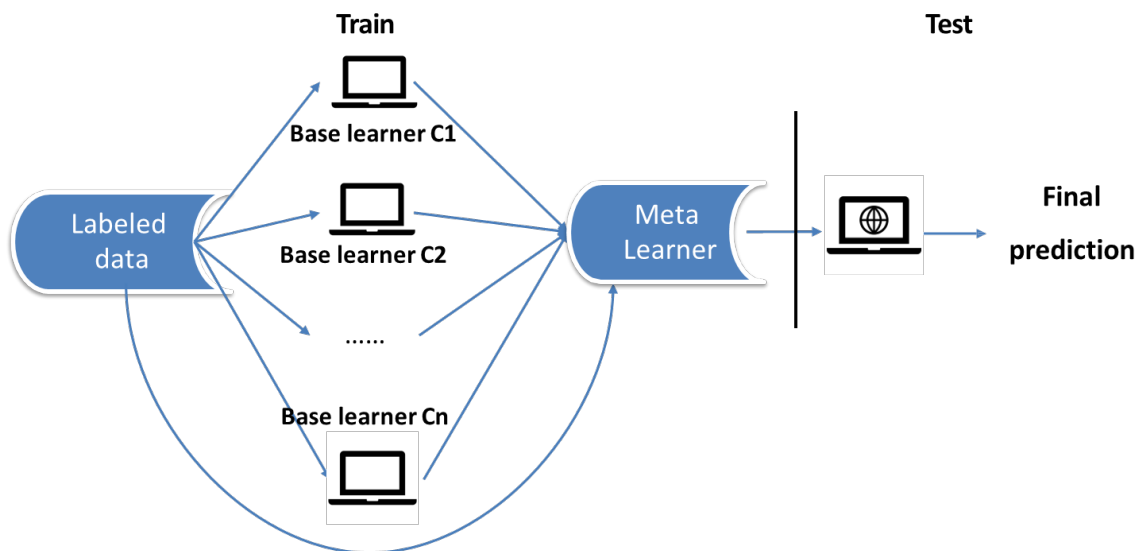 Train
Test
Base learner C1
Labeled
data
Base learner C2
Meta
Learner
Final
prediction
......
Base learner Cn